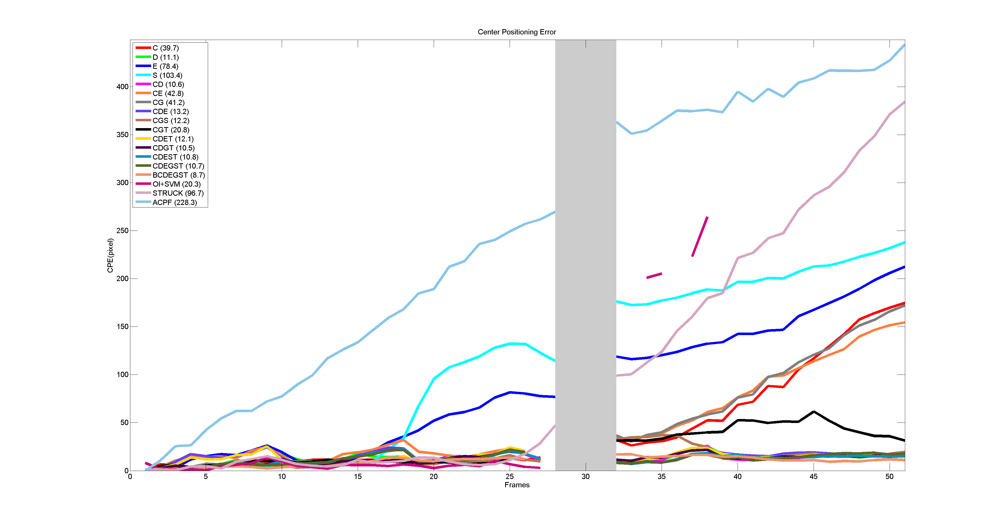 Center Positioning Error
C (39.7)
D (11.1)
E (78.4)
S (103.4)
CD (10.6)
CE (42.8)
CG (41.2)
CDE (13.2)
CGS (12.2)
CGT (20.8)
CDET (12.1)
CDGT (10.5)
CDEST (10.8)
CDEGST (10.7)
BCDEGST (8.7)
OI+SVM (20.3)
STRUCK (96.7)
ACPF (228.3)
400
350
300
250
200
150
100
50
0
CPE(pixel)
0 5 10 15 20 25 30 35 40 45 50
Frames